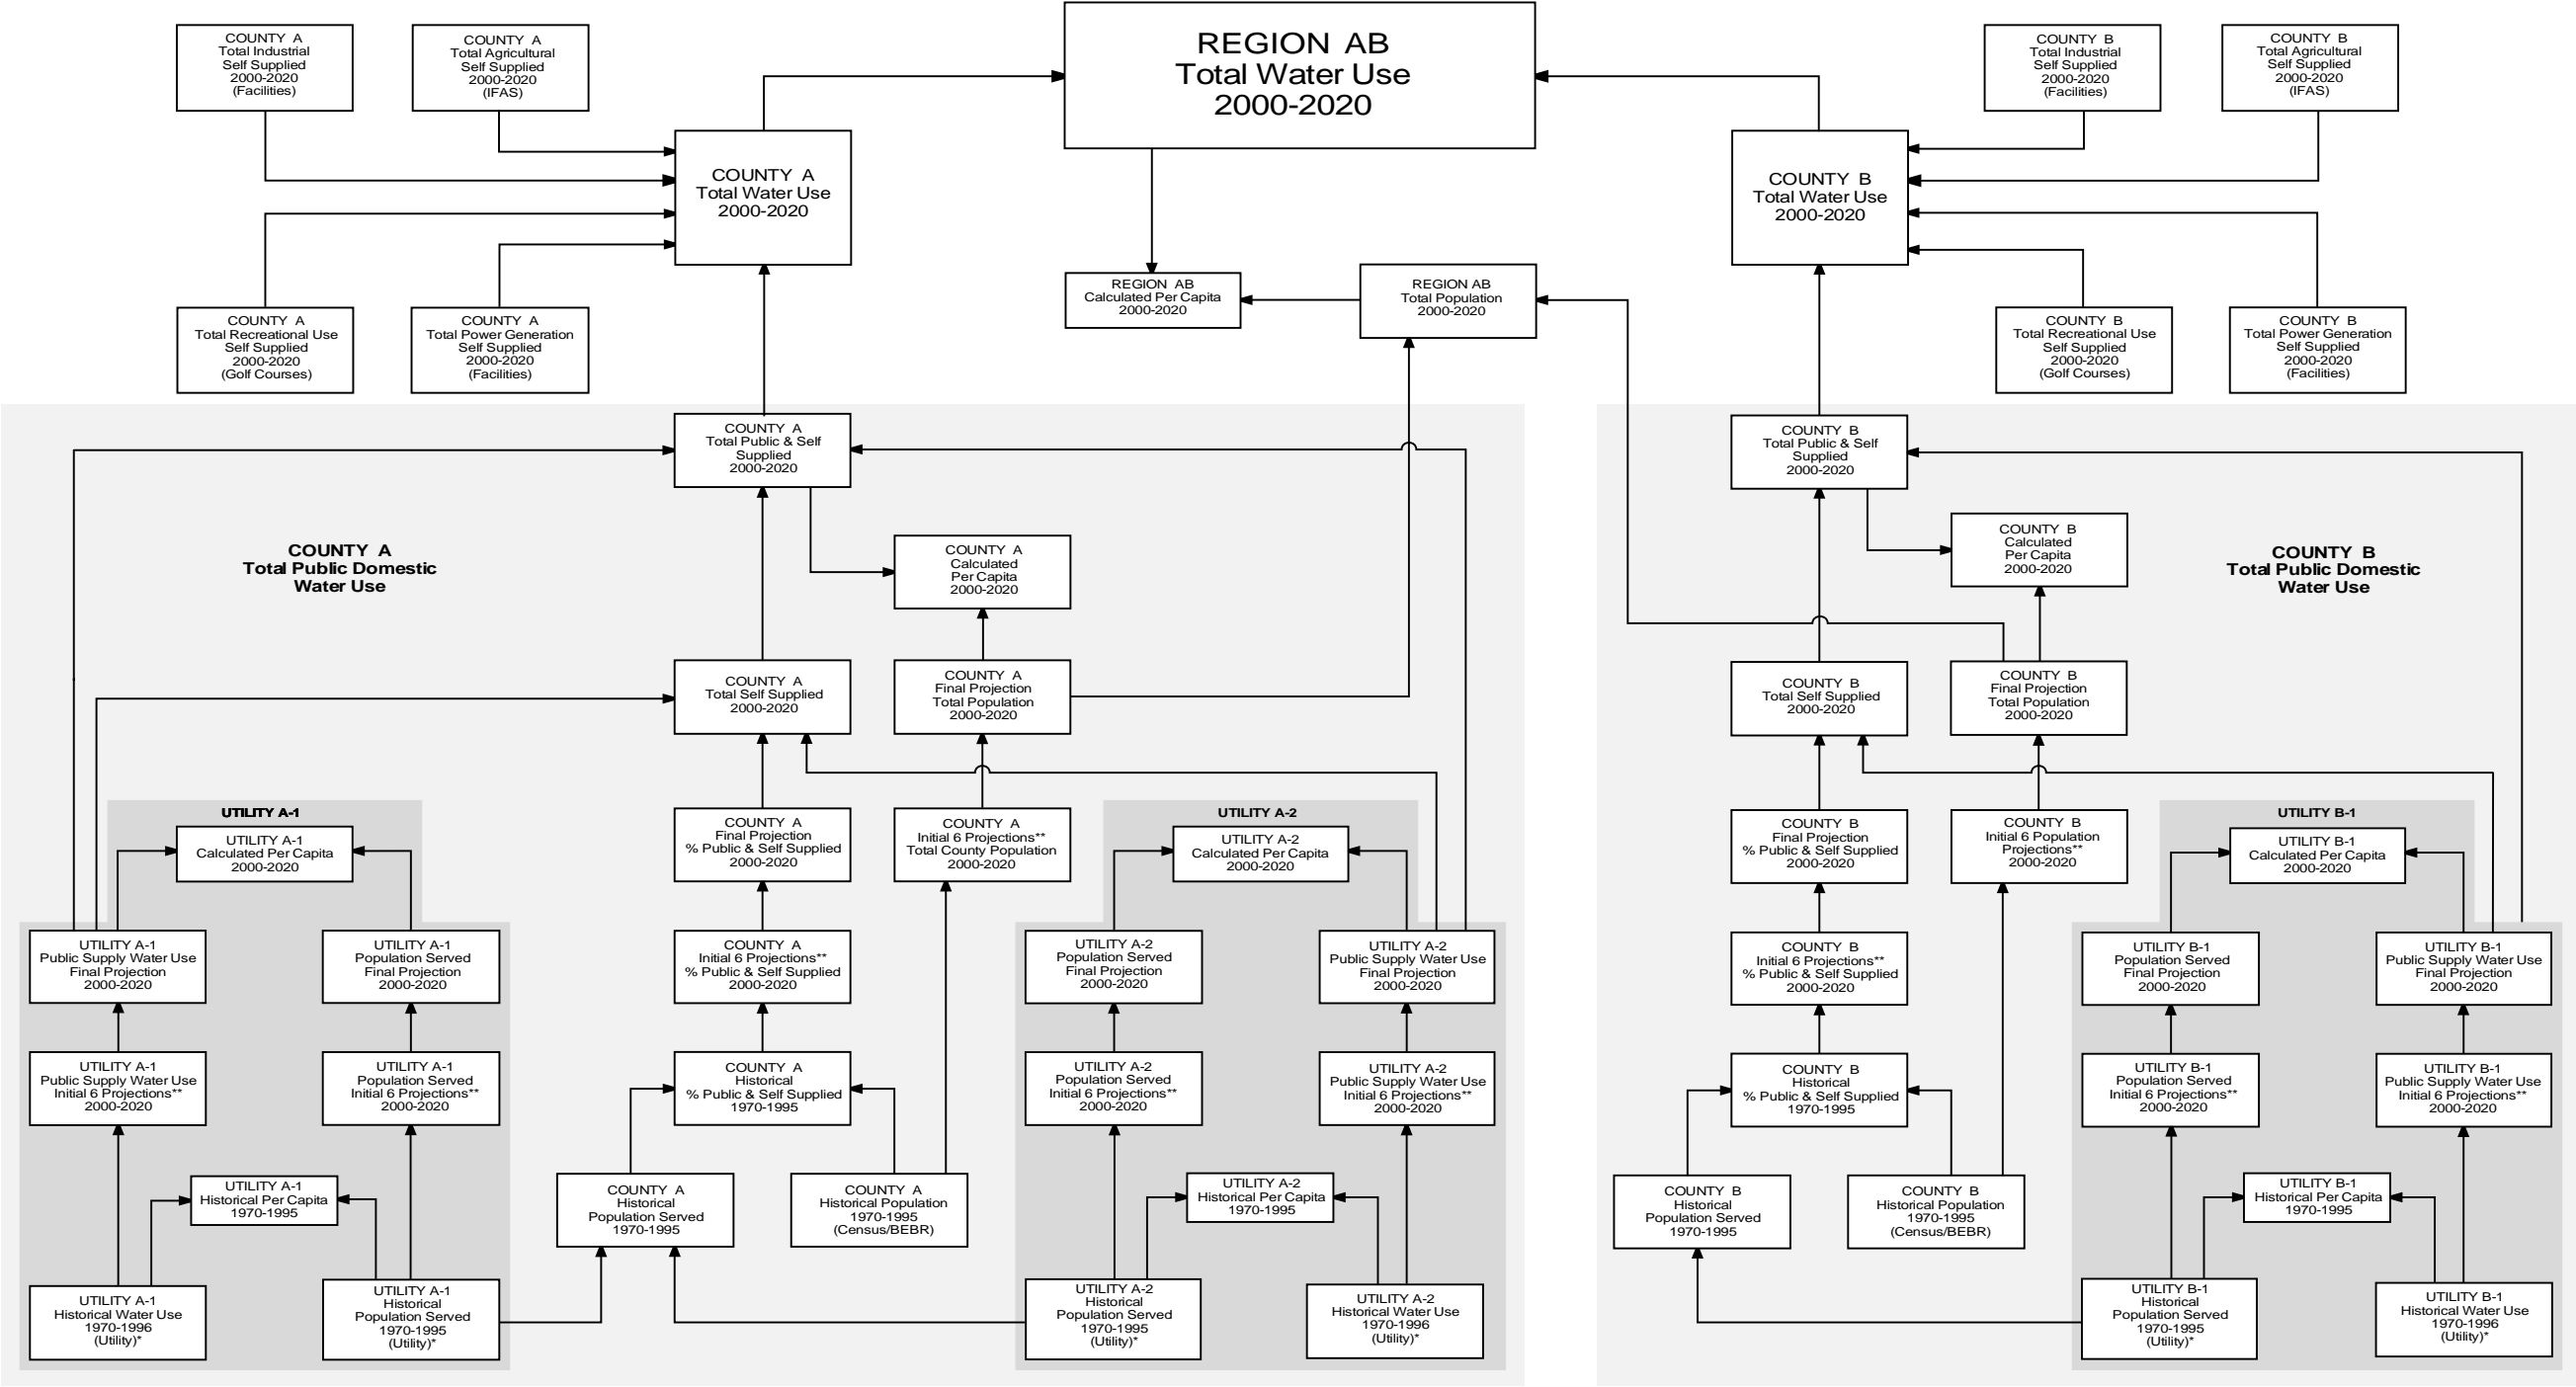 COUNTY A
Total Industrial
Self Supplied
2000-2020
(Facilities)
COUNTY A
Total Agricultural
Self Supplied
2000-2020
(IFAS)
REGION AB
Total Water Use
2000-2020
COUNTY B
Total Industrial
Self Supplied
2000-2020
(Facilities)
COUNTY B
Total Agricultural
Self Supplied
2000-2020
(IFAS)
COUNTY A
Total Water Use
2000-2020
COUNTY B
Total Water Use
2000-2020
COUNTY A
Total Recreational Use
Self Supplied
2000-2020
(Golf Courses)
COUNTY A
Total Power Generation
Self Supplied
2000-2020
(Facilities)
REGION AB
Calculated Per Capita
2000-2020
REGION AB
Total Population
2000-2020
COUNTY B
Total Recreational Use
Self Supplied
2000-2020
(Golf Courses)
COUNTY B
Total Power Generation
Self Supplied
2000-2020
(Facilities)
COUNTY A
Total Public & Self
Supplied
2000-2020
COUNTY B
Total Public & Self
Supplied
2000-2020
COUNTY A
Total Public Domestic
Water Use
COUNTY A
Calculated
Per Capita
2000-2020
COUNTY B
Calculated
Per Capita
2000-2020
COUNTY B
Total Public Domestic
Water Use
COUNTY A
Total Self Supplied
2000-2020
COUNTY A
Final Projection
Total Population
2000-2020
COUNTY B
Total Self Supplied
2000-2020
COUNTY B
Final Projection
Total Population
2000-2020
UTILITY A-1
UTILITY A-1
Calculated Per Capita
2000-2020
COUNTY A
Final Projection
% Public & Self Supplied
2000-2020
COUNTY A
Initial 6 Projections**
Total County Population
2000-2020
UTILITY A-2
UTILITY A-2
Calculated Per Capita
2000-2020
COUNTY B
Final Projection
% Public & Self Supplied
2000-2020
COUNTY B
Initial 6 Population
Projections**
2000-2020
UTILITY B-1
UTILITY B-1
Calculated Per Capita
2000-2020
UTILITY A-1
Public Supply Water Use
Final Projection
2000-2020
UTILITY A-1
Population Served
Final Projection
2000-2020
COUNTY A
Initial 6 Projections**
% Public & Self Supplied
2000-2020
UTILITY A-2
Population Served
Final Projection
2000-2020
UTILITY A-2
Public Supply Water Use
Final Projection
2000-2020
COUNTY B
Initial 6 Projections**
% Public & Self Supplied
2000-2020
UTILITY B-1
Population Served
Final Projection
2000-2020
UTILITY B-1
Public Supply Water Use
Final Projection
2000-2020
UTILITY A-1
Public Supply Water Use
Initial 6 Projections**
2000-2020
UTILITY A-1
Population Served
Initial 6 Projections**
2000-2020
COUNTY A
Historical
% Public & Self Supplied
1970-1995
UTILITY A-2
Population Served
Initial 6 Projections**
2000-2020
UTILITY A-2
Public Supply Water Use
Initial 6 Projections**
2000-2020
COUNTY B
Historical
% Public & Self Supplied
1970-1995
UTILITY B-1
Population Served
Initial 6 Projections**
2000-2020
UTILITY B-1
Public Supply Water Use
Initial 6 Projections**
2000-2020
UTILITY A-1
Historical Per Capita
1970-1995
COUNTY A
Historical
Population Served
1970-1995
COUNTY A
Historical Population
1970-1995
(Census/BEBR)
UTILITY A-2
Historical Per Capita
1970-1995
COUNTY B
Historical
Population Served
1970-1995
COUNTY B
Historical Population
1970-1995
(Census/BEBR)
UTILITY B-1
Historical Per Capita
1970-1995
UTILITY A-1
Historical Water Use
1970-1996
(Utility)*
UTILITY A-1
Historical
Population Served
1970-1995
(Utility)*
UTILITY A-2
Historical
Population Served
1970-1995
(Utility)*
UTILITY A-2
Historical Water Use
1970-1996
(Utility)*
UTILITY B-1
Historical
Population Served
1970-1995
(Utility)*
UTILITY B-1
Historical Water Use
1970-1996
(Utility)*